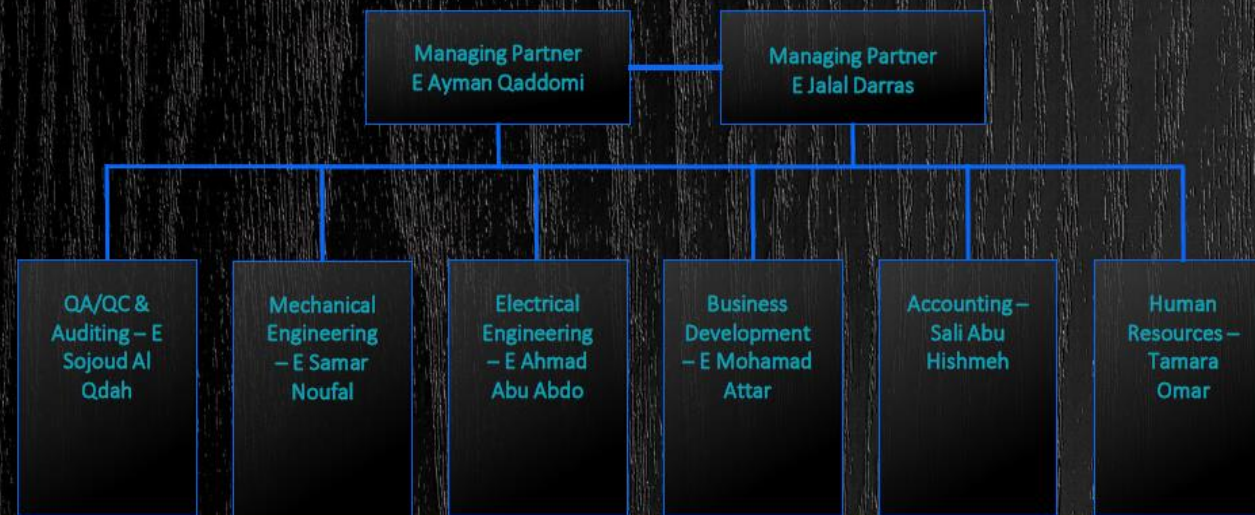 Managing Partner
E Ayman Qaddomi
Managing Partner
E Jalal Darras
QA/QC &
Auditing – E
Sojoud Al
Qdah
Mechanical
Engineering
– E Samar
Noufal
Electrical
Engineering
– E Ahmad
Abu Abdo
Business
Development
– E Mohamad
Attar
Accounting –
Sali Abu
Hishmeh
Human
Resources –
Tamara
Omar